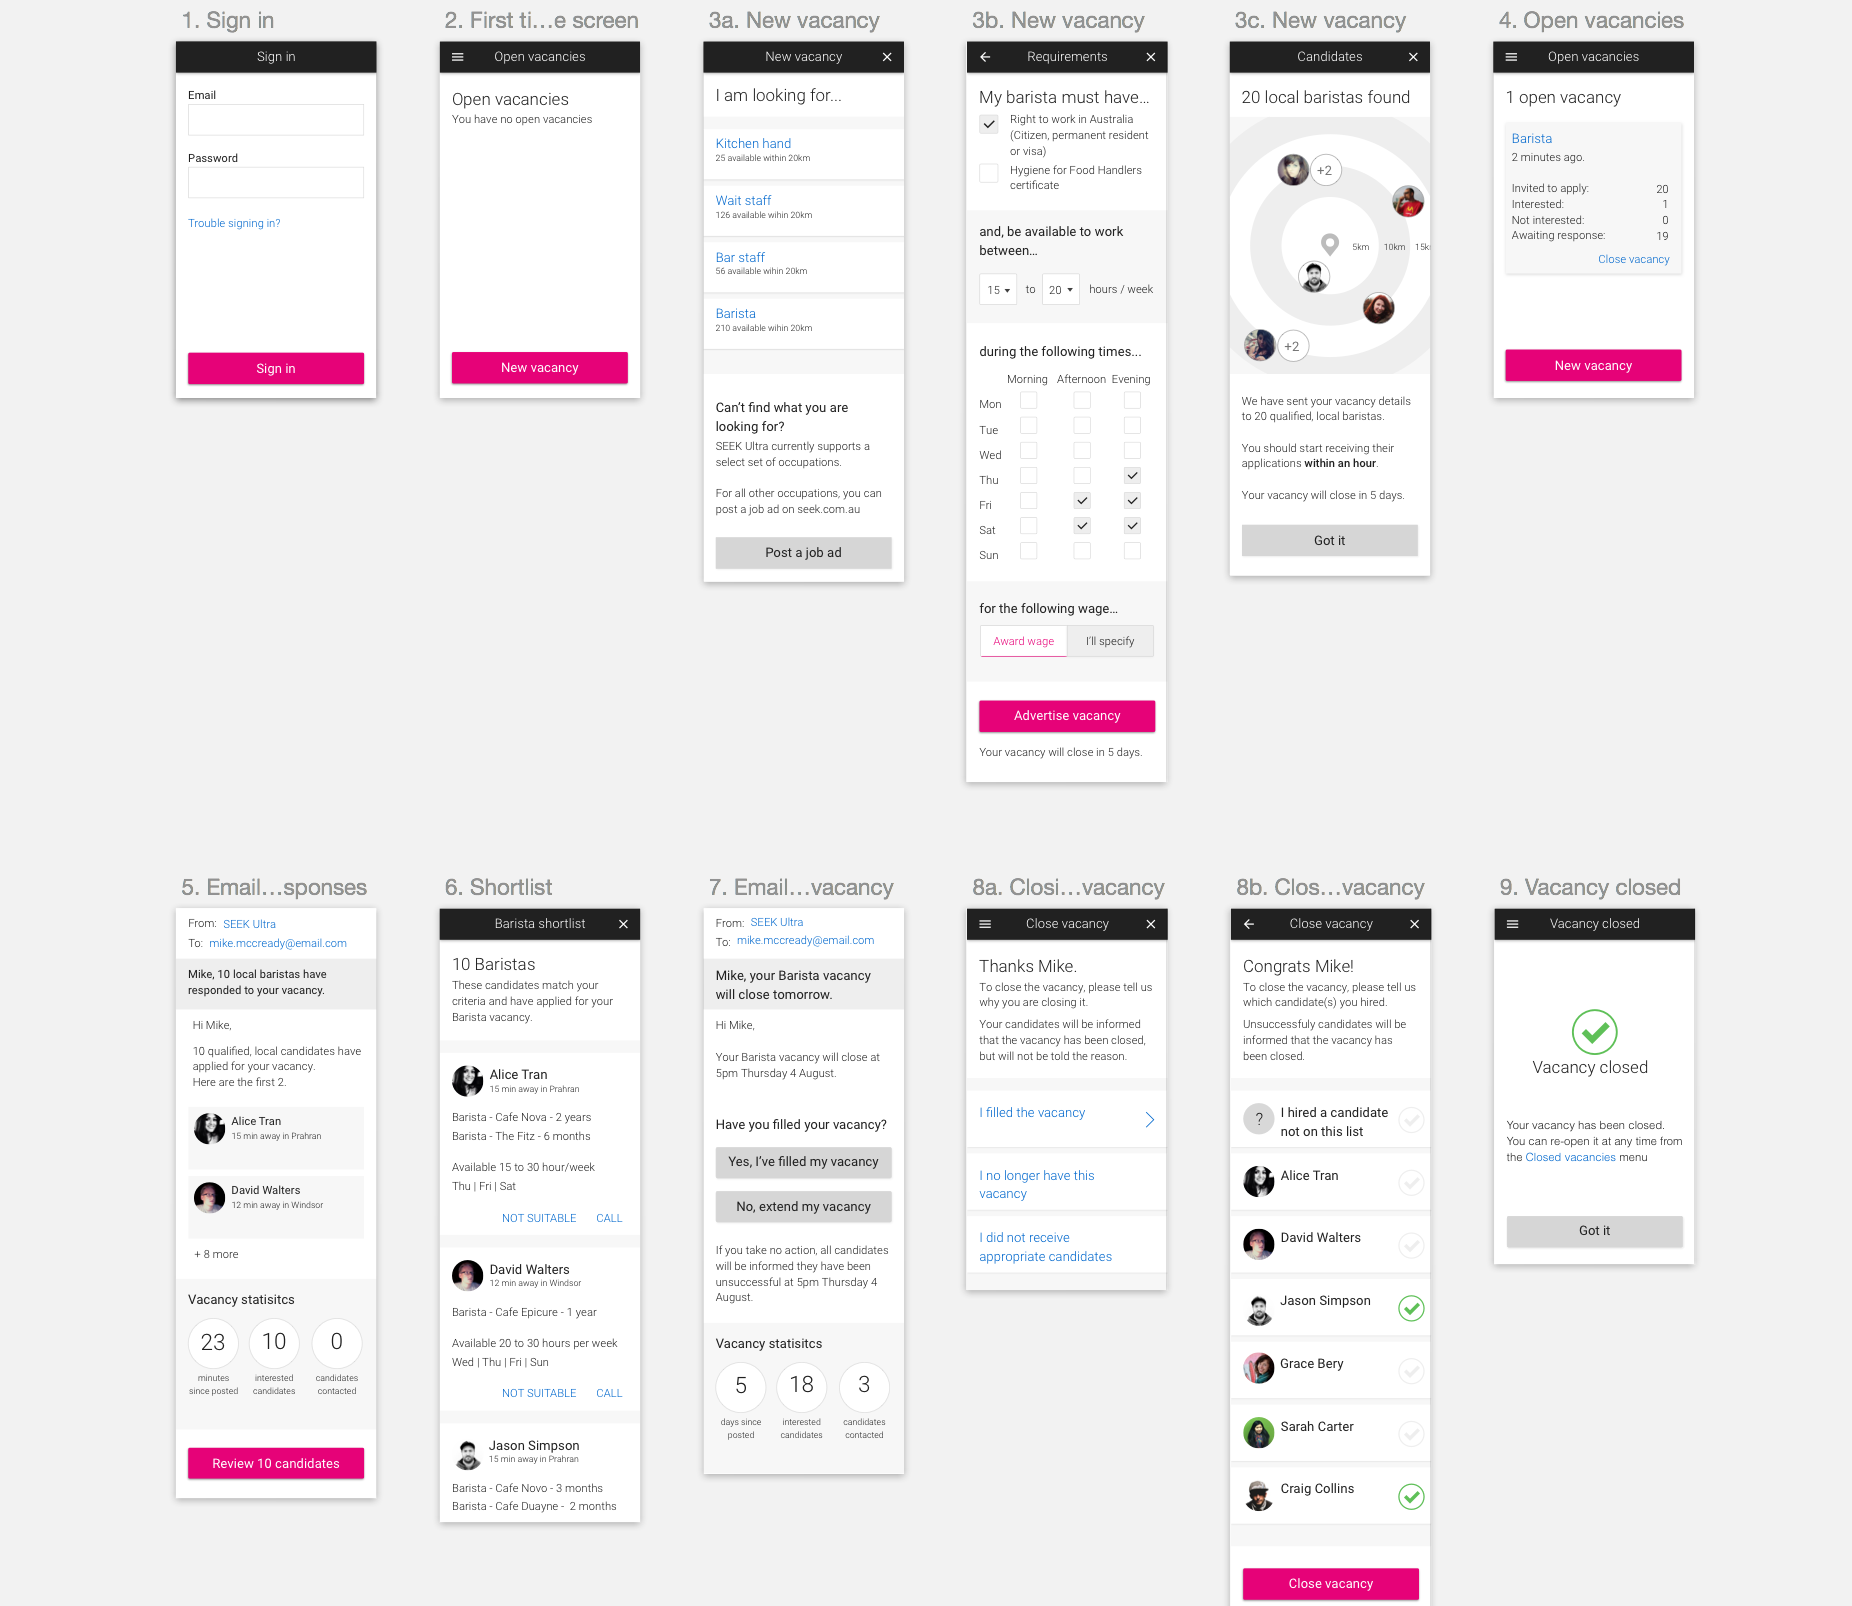 1. Sign in
Sign in
Email
Password
Trouble signing in?
Sign in
2. First ti...e screen
Open vacancies
Open vacancies
You have no open vacancies
New vacancy
3a. New vacancy
New vacancy
I am looking for...
Kitchen hand
25 available within 20km
Wait staff
126 available wihin 20km
Bar staff
56 available wihin 20km
Barista
210 available wihin 20km
Can't find what you are
looking for?
SEEK Ultra currently supports a
select set of occupations.
For all other occupations, you can
post a job ad on seek.com.au
Post a job ad
3b. New vacancy
Requirements
My barista must have...
Right to work in Australia
(Citizen, permanent resident
or visa)
Hygiene for Food Handlers
certificate
and, be available to work
between...
15 to 20 hours / week
during the following times...
Morning Afternoon Evening
Mon
Tue
Wed
Thu
Fri
Sat
Sun
for the following wage...
Award wage I'll specify
Advertise vacancy
Your vacancy will close in 5 days.
3c. New vacancy
Candidates
20 local baristas found
+2
5km 10km 15k
+2
We have sent your vacancy details
to 20 qualified, local baristas.
You should start receiving their
applications within an hour.
Your vacancy will close in 5 days.
Got it
4. Open vacancies
Open vacancies
1 open vacancy
Barista
2 minutes ago.
Invited to apply: 20
Interested: 1
Not interested: 0
Awaiting response: 19
Close vacancy
New vacancy
5. Email...sponses
From: SEEK Ultra
To: mike.mccready@email.com
Mike, 10 local baristas have
responded to your vacancy.
Hi Mike,
10 qualified, local candidates have
applied for your vacancy.
Here are the first 2.
Alice Tran
15 min away in Prahran
David Walters
12 min away in Windsor
+ 8 more
Vacancy statisitcs
23 10 0
minutes interested candidates
since posted candidates contacted
Review 10 candidates
6. Shortlist
Barista shortlist
10 Baristas
These candidates match your
criteria and have applied for your
Barista vacancy.
Alice Tran
15 min away in Prahran
Barista - Cafe Nova - 2 years
Barista - The Fitz - 6 months
Available 15 to 30 hour/week
Thu | Fri | Sat
NOT SUITABLE CALL
David Walters
12 min away in Windsor
Barista - Cafe Epicure - 1 year
Available 20 to 30 hours per week
Wed | Thu | Fri | Sun
NOT SUITABLE CALL
Jason Simpson
15 min away in Prahran
Barista - Cafe Novo - 3 months
Barista - Cafe Duayne - 2 months
7. Email...vacancy
From: SEEK Ultra
To: mike.mccready@email.com
Mike, your Barista vacancy
will close tomorrow.
Hi Mike,
Your Barista vacancy will close at
5pm Thursday 4 August.
Have you filled your vacancy?
Yes, I've filled my vacancy
No, extend my vacancy
If you take no action, all candidates
will be informed they have been
unsuccessful at 5pm Thursday 4
August.
Vacancy statisitcs
5 18 3
days since interested candidates
posted candidates contacted
8a. Closi...vacancy
Close vacancy
Thanks Mike.
To close the vacancy, please tell us
why you are closing it.
Your candidates will be informed
that the vacancy has been closed,
but will not be told the reason.
I filled the vacancy
I no longer have this
vacancy
I did not receive
appropriate candidates
8b. Clos...vacancy
Close vacancy
Congrats Mike!
To close the vacancy, please tell us
which candidate(s) you hired.
Unsuccessfuly candidates will be
informed that the vacancy has
been closed.
? I hired a candidate
not on this list
Alice Tran
David Walters
Jason Simpson
Grace Bery
Sarah Carter
Craig Collins
Close vacancy
9. Vacancy closed
Vacancy closed
Vacancy closed
Your vacancy has been closed.
You can re-open it at any time from
the Closed vacancies menu
Got it